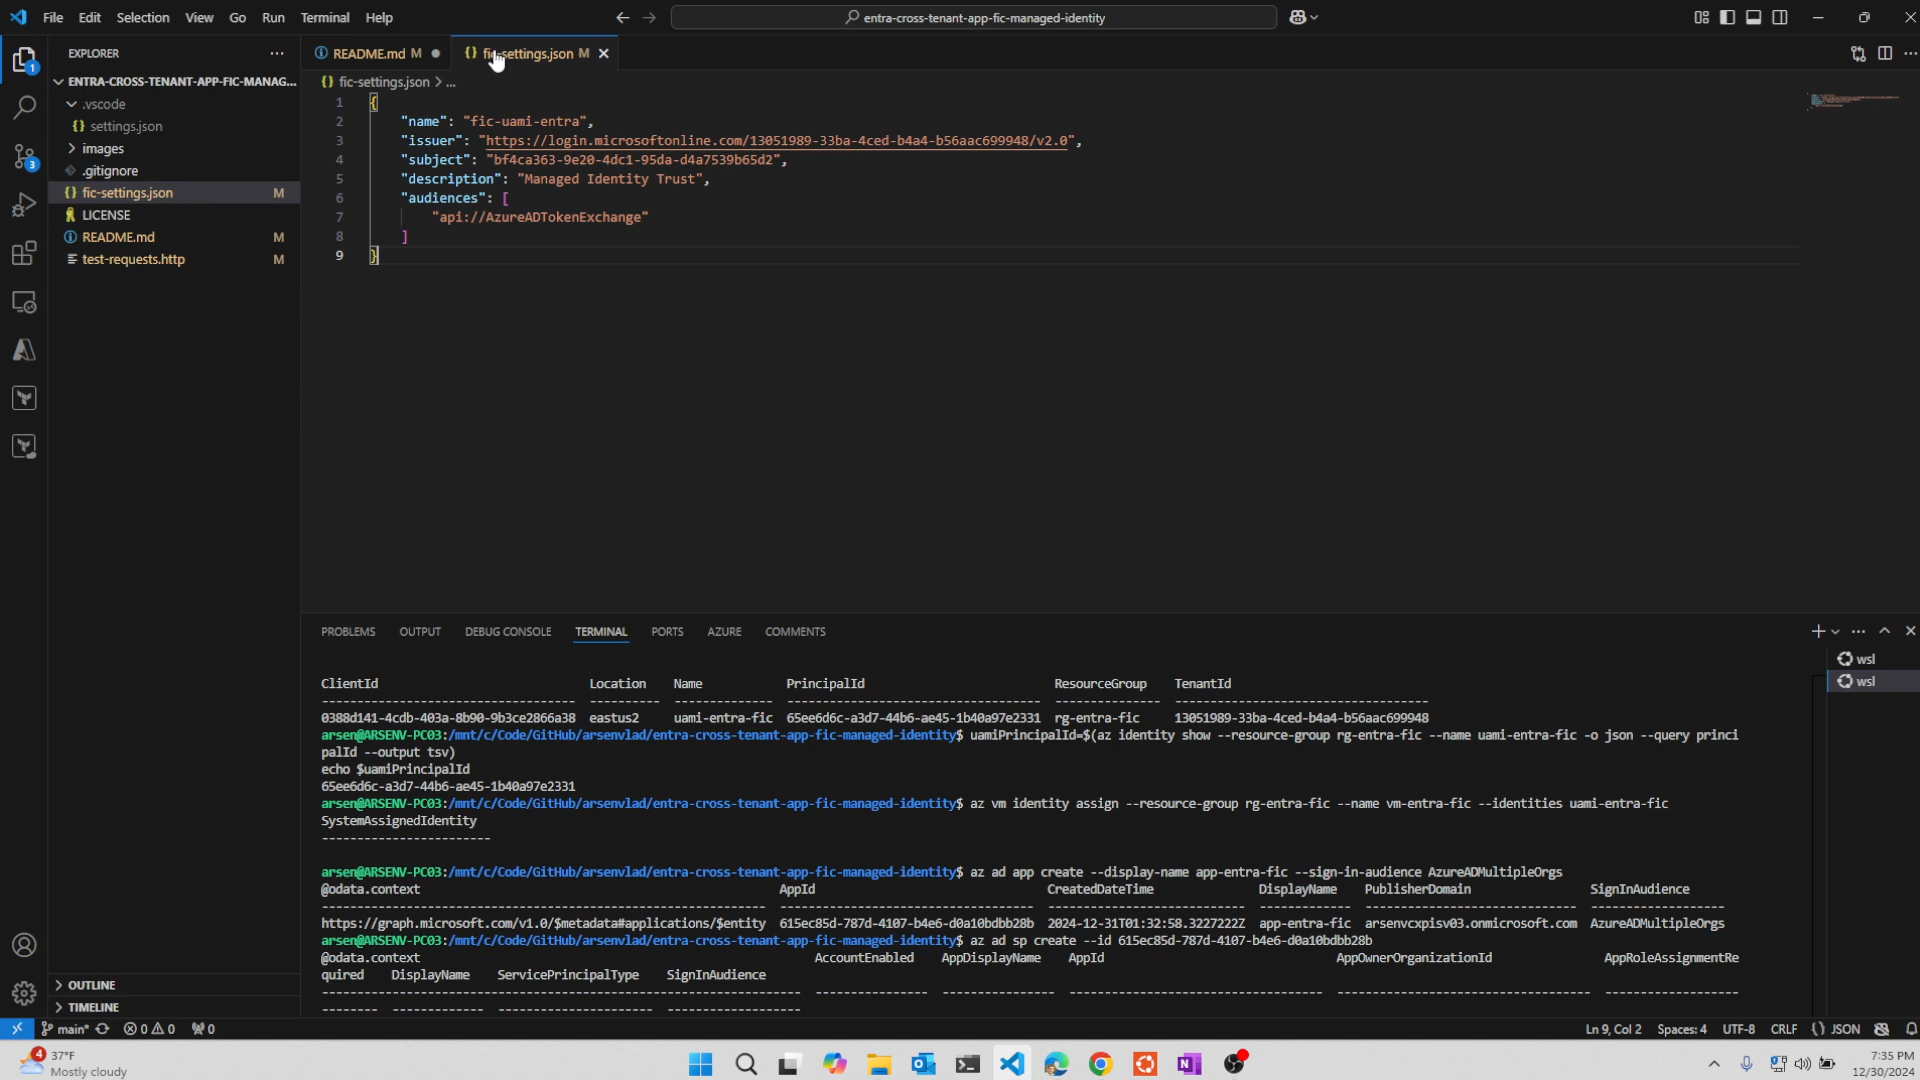 File Edit Selection View Go Run Terminal Help
entra-cross-tenant-app-fic-managed-identity
EXPLORER
README.md M
fic-settings.json M
ENTRA-CROSS-TENANT-APP-FIC-MANAG...
fic-settings.json > ...
.vscode
settings.json
images
.gitignore
fic-settings.json M
LICENSE
README.md M
test-requests.http M
1 {
2 "name": "fic-uami-entra",
3 "issuer": "https://login.microsoftonline.com/13051989-33ba-4ced-b4a4-b56aac699948/v2.0",
4 "subject": "bf4ca363-9e20-4dc1-95da-d4a7539b65d2",
5 "description": "Managed Identity Trust",
6 "audiences": [
7 "api://AzureADTokenExchange"
8 ]
9 }
PROBLEMS OUTPUT DEBUG CONSOLE TERMINAL PORTS AZURE COMMENTS
wsl
wsl
ClientId Location Name PrincipalId ResourceGroup TenantId
------------------------------------ ---------- -------------- ------------------------------------ --------------- ------------------------------------
0388d141-4cdb-403a-8b90-9b3ce2866a38 eastus2 uami-entra-fic 65ee6d6c-a3d7-44b6-ae45-1b40a97e2331 rg-entra-fic 13051989-33ba-4ced-b4a4-b56aac699948
arsen@ARSENV-PC03:/mnt/c/Code/GitHub/arsenvlad/entra-cross-tenant-app-fic-managed-identity$ uamiPrincipalId=$(az identity show --resource-group rg-entra-fic --name uami-entra-fic -o json --query princi
palId --output tsv)
echo $uamiPrincipalId
65ee6d6c-a3d7-44b6-ae45-1b40a97e2331
arsen@ARSENV-PC03:/mnt/c/Code/GitHub/arsenvlad/entra-cross-tenant-app-fic-managed-identity$ az vm identity assign --resource-group rg-entra-fic --name vm-entra-fic --identities uami-entra-fic
SystemAssignedIdentity
------------------------
arsen@ARSENV-PC03:/mnt/c/Code/GitHub/arsenvlad/entra-cross-tenant-app-fic-managed-identity$ az ad app create --display-name app-entra-fic --sign-in-audience AzureADMultipleOrgs
@odata.context AppId CreatedDateTime DisplayName PublisherDomain SignInAudience
------------------------------------------------------------ ------------------------------------ --------------------------- ------------- ---------------------------- -------------------
https://graph.microsoft.com/v1.0/$metadata#applications/$entity 615ec85d-787d-4107-b4e6-d0a10bdbb28b 2024-12-31T01:32:58.3227222Z app-entra-fic arsenvcxpisv03.onmicrosoft.com AzureADMultipleOrgs
arsen@ARSENV-PC03:/mnt/c/Code/GitHub/arsenvlad/entra-cross-tenant-app-fic-managed-identity$ az ad sp create --id 615ec85d-787d-4107-b4e6-d0a10bdbb28b
@odata.context AccountEnabled AppDisplayName AppId AppOwnerOrganizationId AppRoleAssignmentRe
quired DisplayName ServicePrincipalType SignInAudience
---------------------------------------------------------------- ---------------- ---------------- ------------------------------------ ------------------------------------ -------------------
-------- ------------- ---------------------- -------------------
OUTLINE
TIMELINE
main* 0 0 0
Ln 9, Col 2 Spaces: 4 UTF-8 CRLF {} JSON
4 37°F
Mostly cloudy
7:35 PM
12/30/2024
1
3